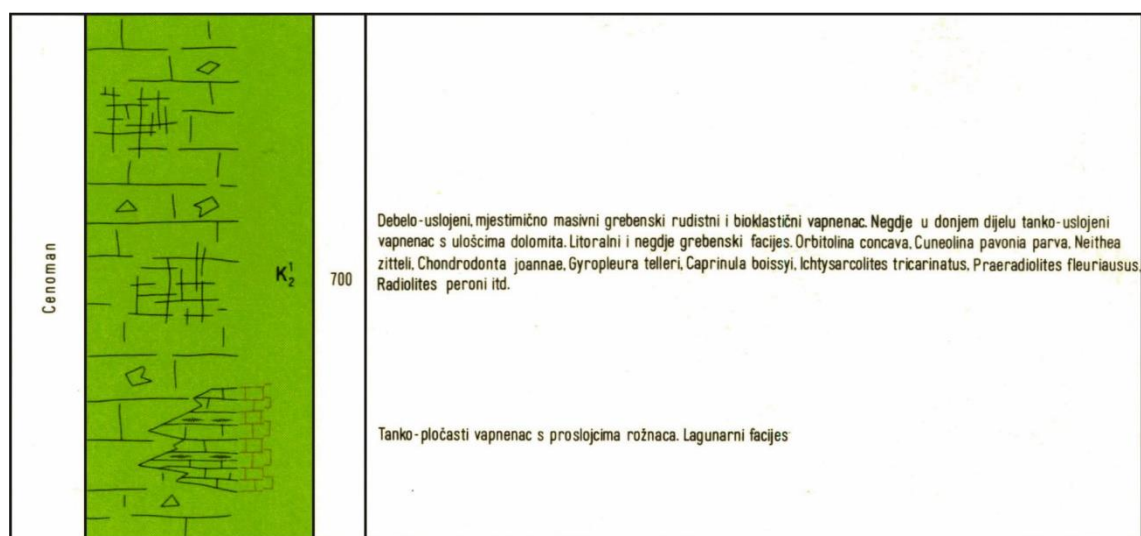 Cenoman
K₂¹
700
Debelo-uslojeni, mjestimično masivni grebenski rudistni i bioklastični vapnenac. Negdje u donjem dijelu tanko-uslojeni
vapnenac s ulošcima dolomita. Litoralni i negdje grebenski facijes. Orbitolina concava, Cuneolina pavonia parva, Neithea
zitteli, Chondrodonta joannae, Gyropleura telleri, Caprinula boissyi, Ichtysarcolites tricarinatus, Praeradiolites fleuriausus,
Radiolites peroni itd.
Tanko-pločasti vapnenac s proslojcima rožnaca. Lagunarni facijes